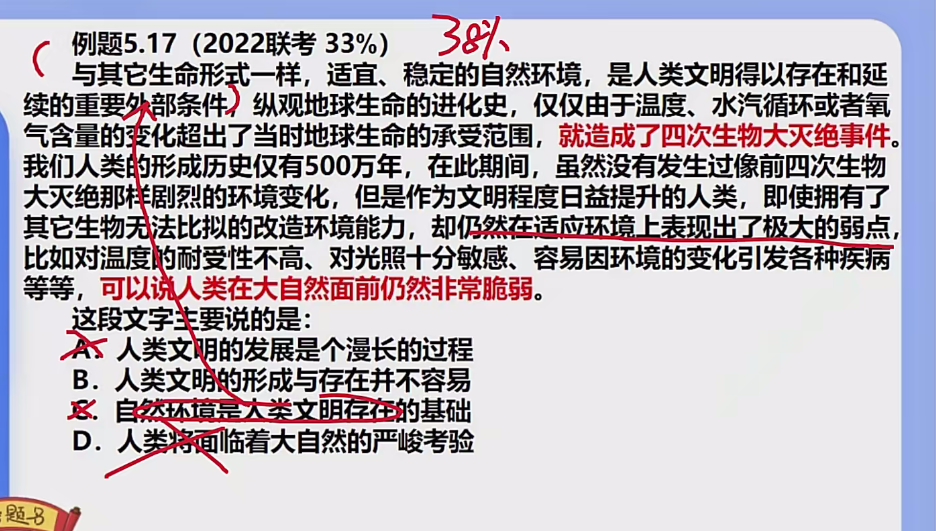 例题5.17（2022联考 33%） 38%
与其它生命形式一样，适宜、稳定的自然环境，是人类文明得以存在和延
续的重要外部条件，纵观地球生命的进化史，仅仅由于温度、水汽循环或者氧
气含量的变化超出了当时地球生命的承受范围，就造成了四次生物大灭绝事件。
我们人类的形成历史仅有500万年，在此期间，虽然没有发生过像前四次生物
大灭绝那样剧烈的环境变化，但是作为文明程度日益提升的人类，即使拥有了
其它生物无法比拟的改造环境能力，却仍然在适应环境上表现出了极大的弱点，
比如对温度的耐受性不高、对光照十分敏感、容易因环境的变化引发各种疾病
等等，可以说人类在大自然面前仍然非常脆弱。
这段文字主要说的是：
A．人类文明的发展是个漫长的过程
B．人类文明的形成与存在并不容易
C．自然环境是人类文明存在的基础
D．人类将面临着大自然的严峻考验
题-8